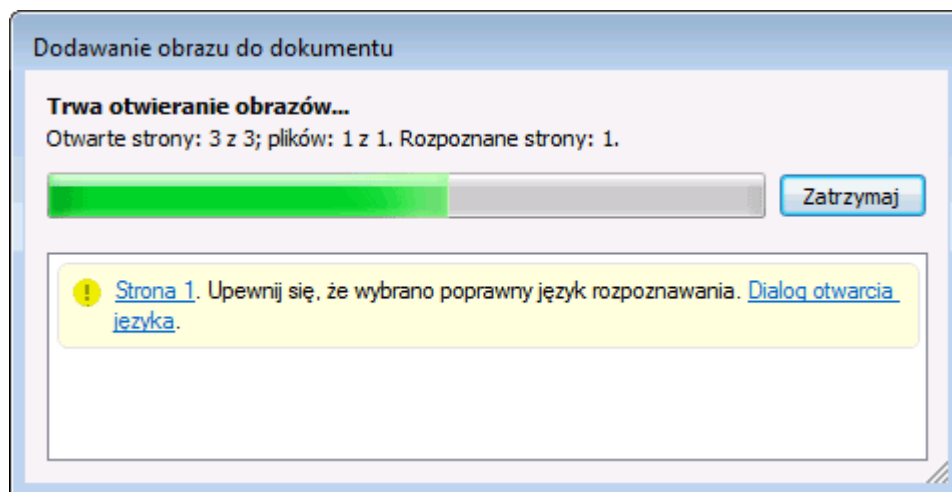 Dodawanie obrazu do dokumentu
Trwa otwieranie obrazów...
Otwarte strony: 3 z 3; plików: 1 z 1. Rozpoznane strony: 1.
Zatrzymaj
Strona 1. Upewnij się, że wybrano poprawny język rozpoznawania. Dialog otwarcia
języka.